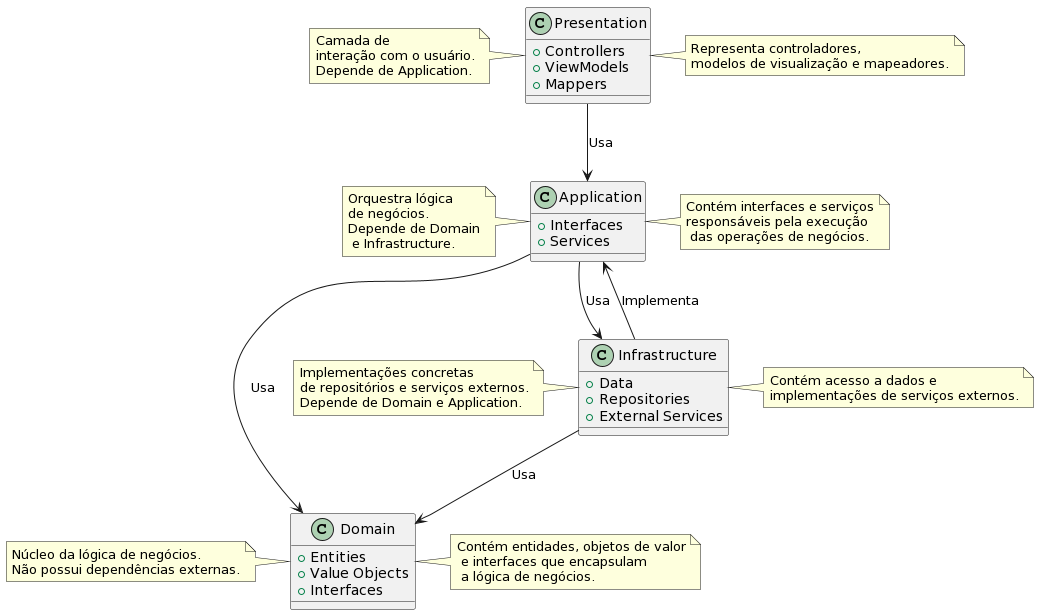 Camada de
interação com o usuário.
Depende de Application.
C Presentation
Controllers
ViewModels
Mappers
Representa controladores,
modelos de visualização e mapeadores.
Usa
Orquestra lógica
de negócios.
Depende de Domain
e Infrastructure.
C Application
Interfaces
Services
Contém interfaces e serviços
responsáveis pela execução
das operações de negócios.
Usa
Implementa
Usa
Implementações concretas
de repositórios e serviços externos.
Depende de Domain e Application.
C Infrastructure
Data
Repositories
External Services
Contém acesso a dados e
implementações de serviços externos.
Usa
Núcleo da lógica de negócios.
Não possui dependências externas.
C Domain
Entities
Value Objects
Interfaces
Contém entidades, objetos de valor
e interfaces que encapsulam
a lógica de negócios.